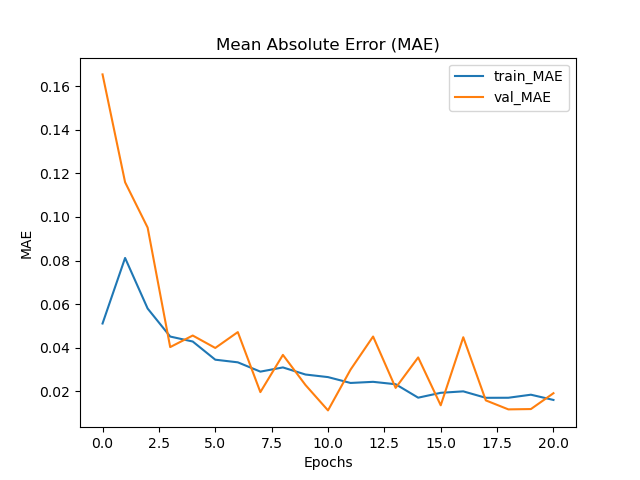 Mean Absolute Error (MAE)
train_MAE
val_MAE
0.16
0.14
0.12
0.10
0.08
0.06
0.04
0.02
MAE
0.0 2.5 5.0 7.5 10.0 12.5 15.0 17.5 20.0
Epochs